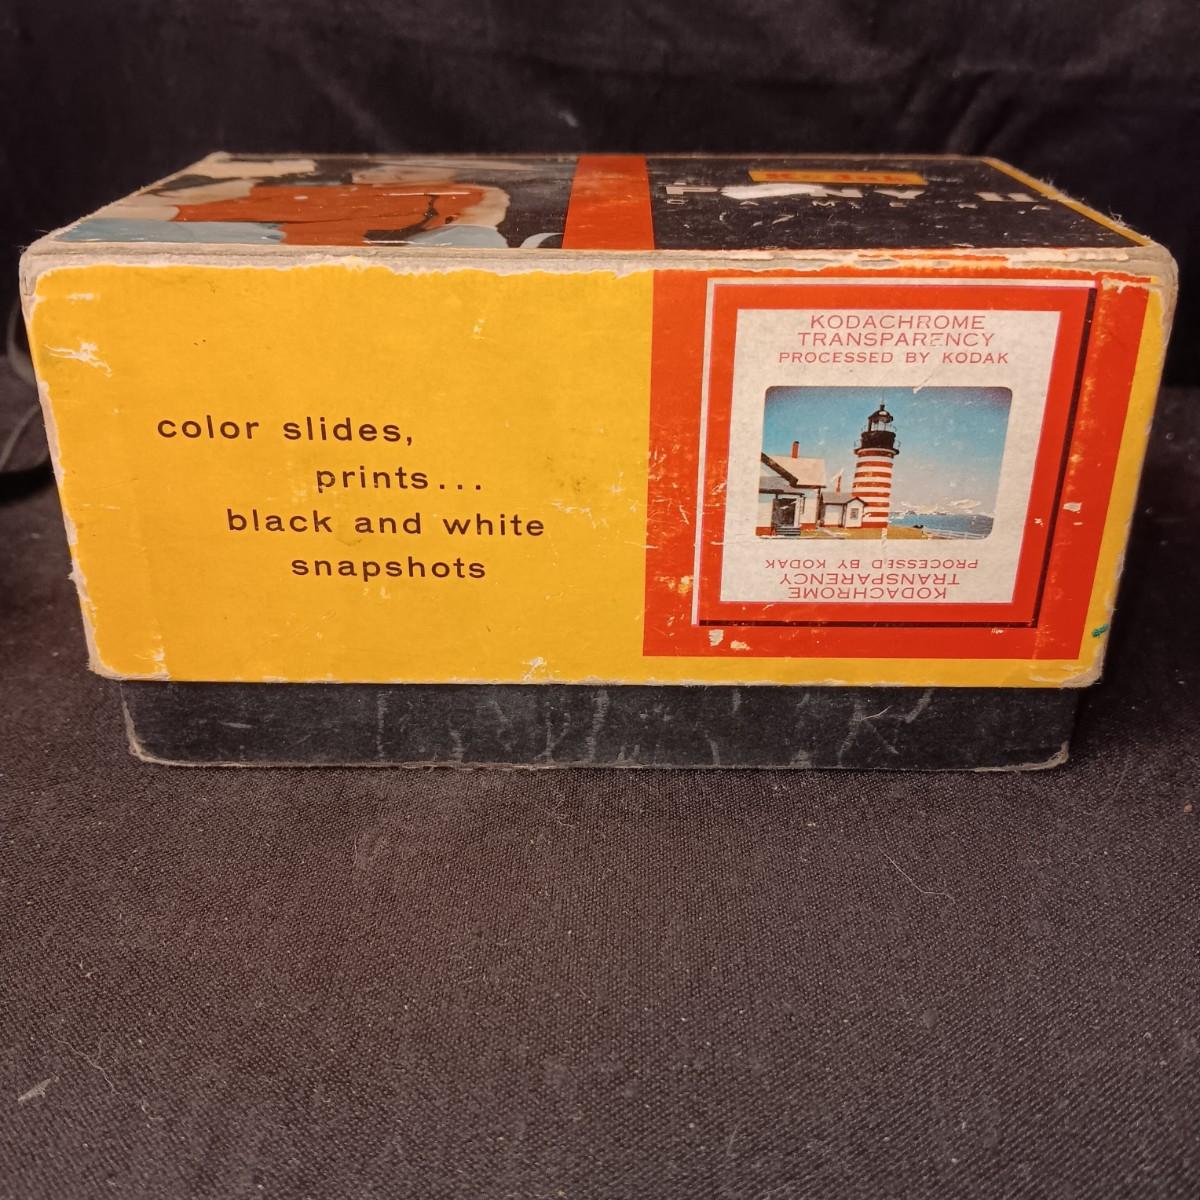 Kodak
PONY II
CAMERA
color slides,
prints...
black and white
snapshots
KODACHROME
TRANSPARENCY
PROCESSED BY KODAK
PROCESSED BY KODAK
TRANSPARENCY
KODACHROME